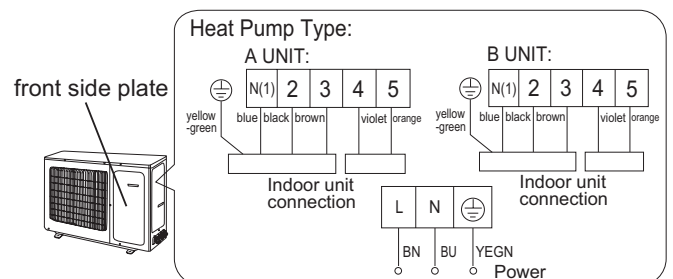 Heat Pump Type:
A UNIT:
N(1) 2 3 4 5
yellow
-green
blue black brown violet orange
Indoor unit
connection
B UNIT:
N(1) 2 3 4 5
yellow
-green
blue black brown violet orange
Indoor unit
connection
front side plate
L N
BN BU YEGN
Power